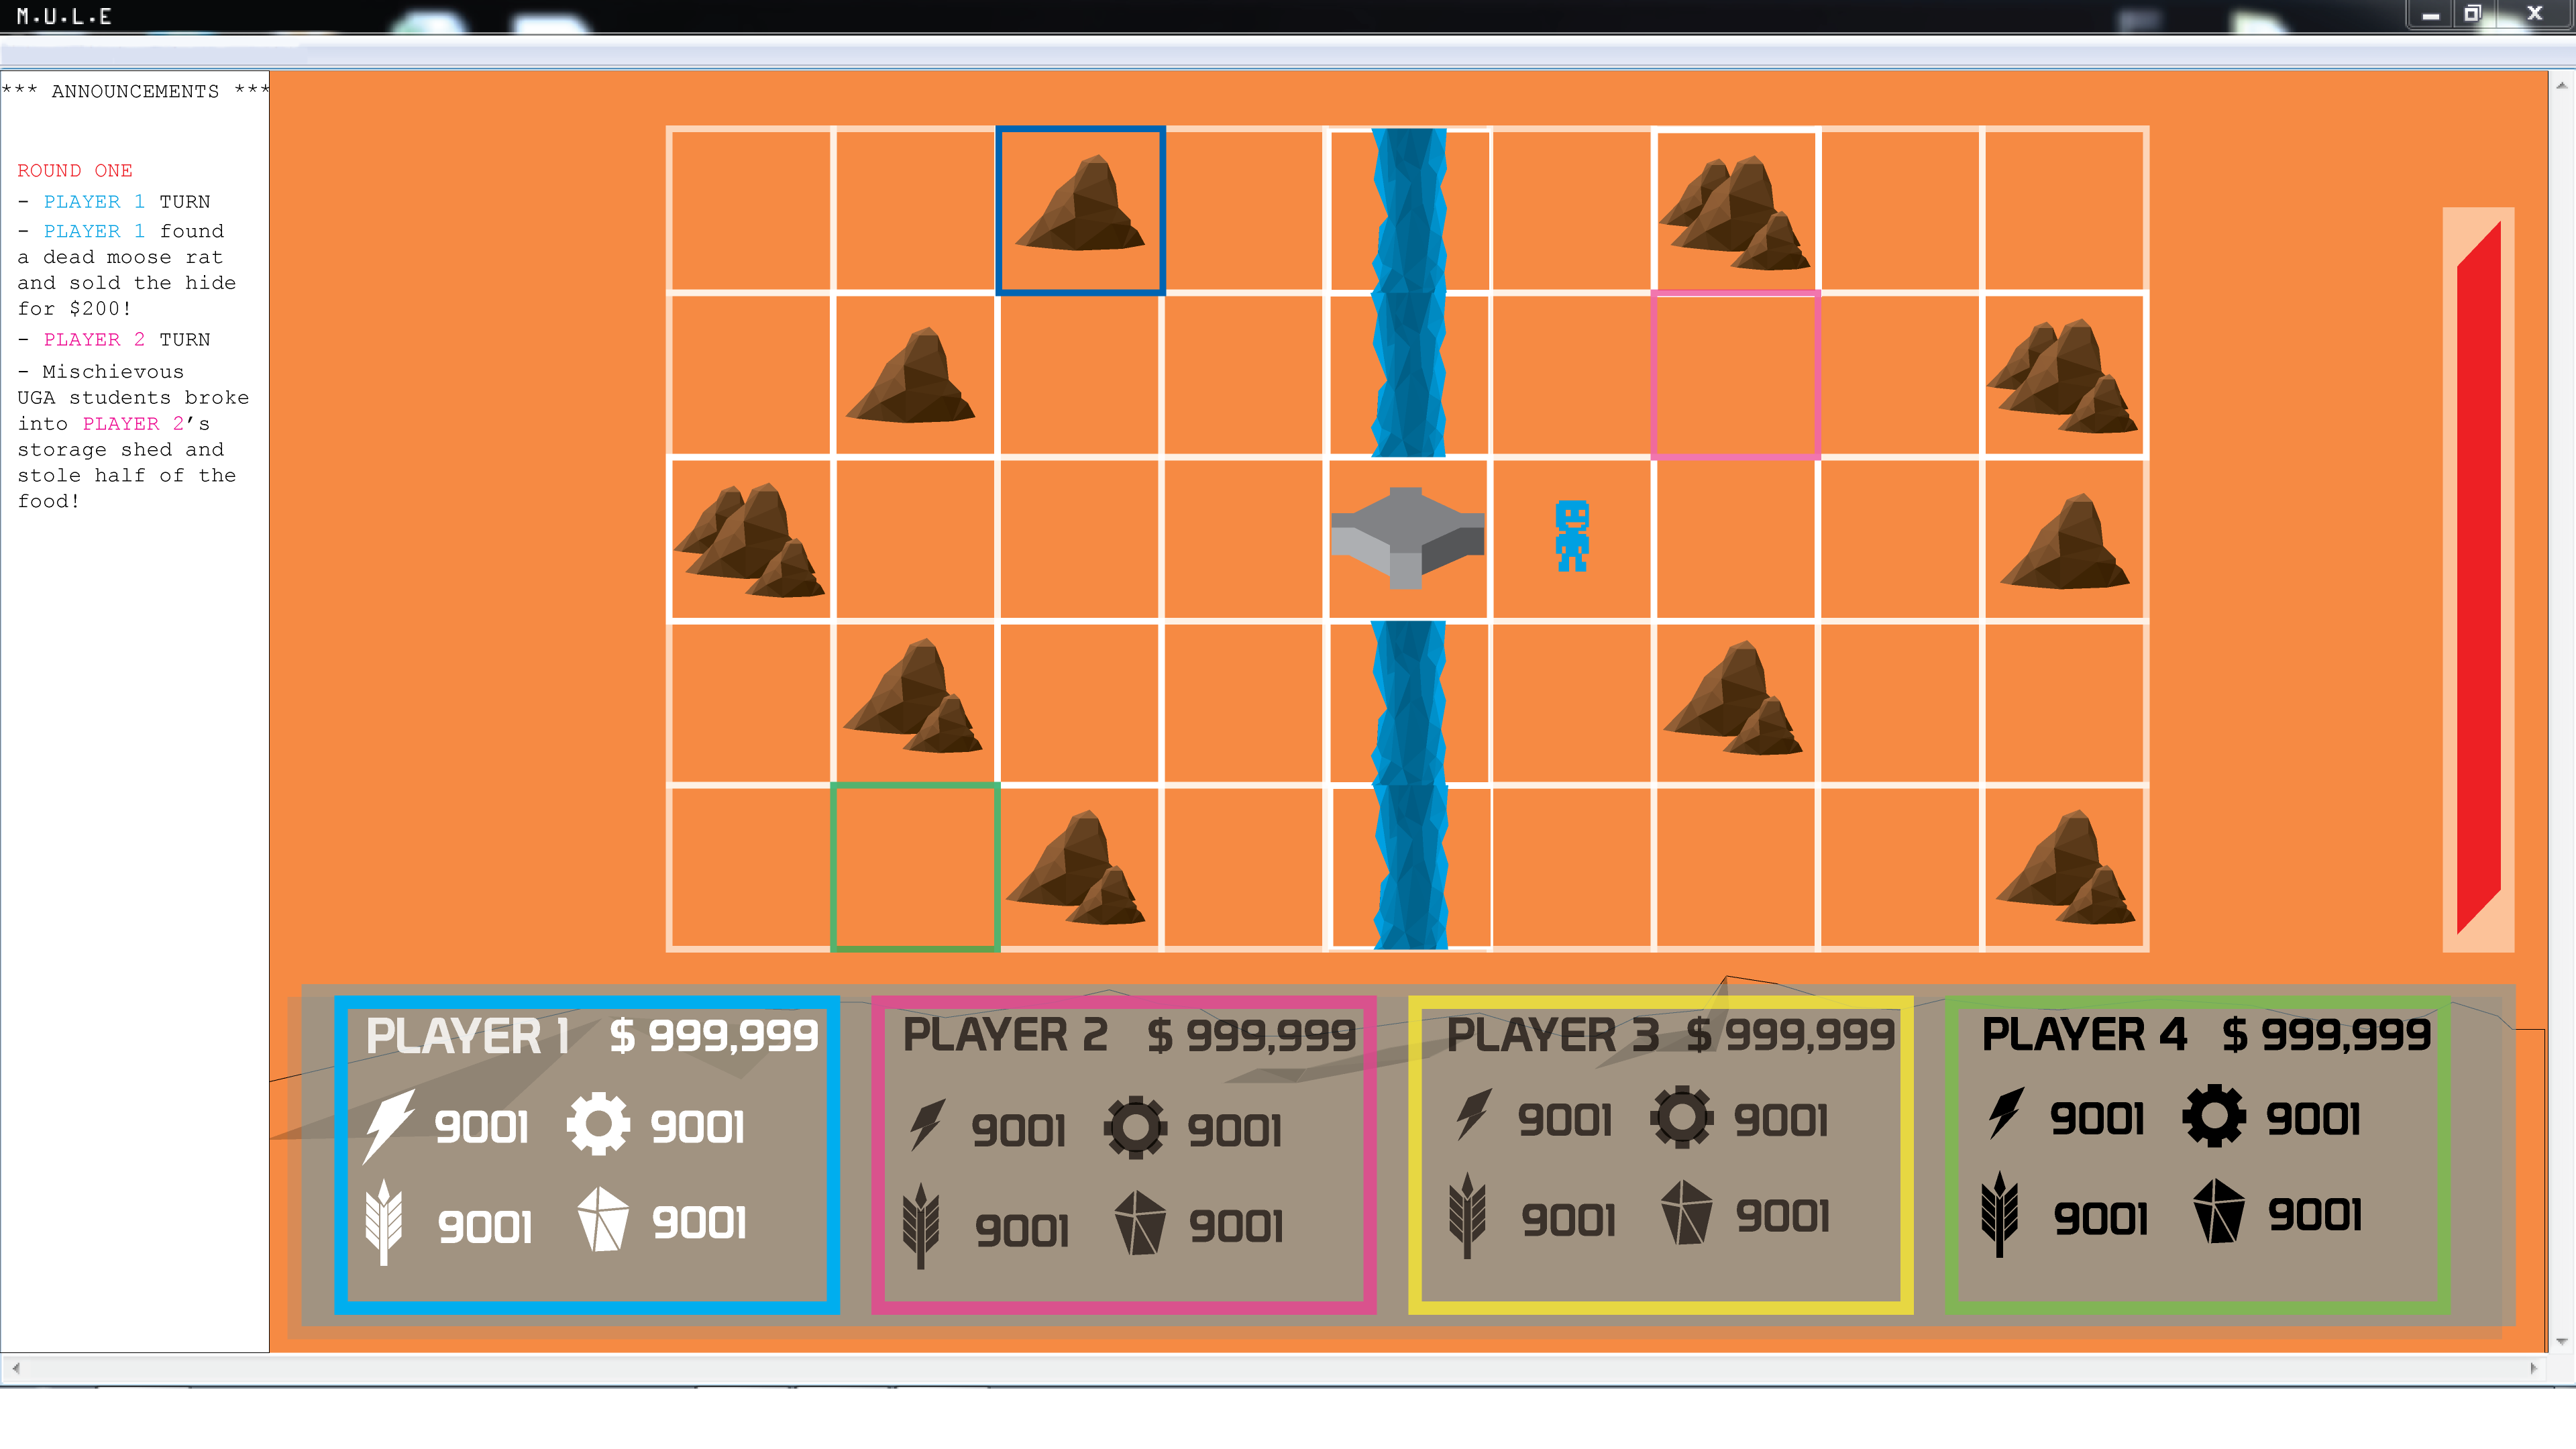 M.U.L.E
*** ANNOUNCEMENTS ***
ROUND ONE
- PLAYER 1 TURN
- PLAYER 1 found
a dead moose rat
and sold the hide
for $200!
- PLAYER 2 TURN
- Mischievous
UGA students broke
into PLAYER 2’s
storage shed and
stole half of the
food!
PLAYER 1 $ 999,999
9001 9001
9001 9001
PLAYER 2 $ 999,999
9001 9001
9001 9001
PLAYER 3 $ 999,999
9001 9001
9001 9001
PLAYER 4 $ 999,999
9001 9001
9001 9001